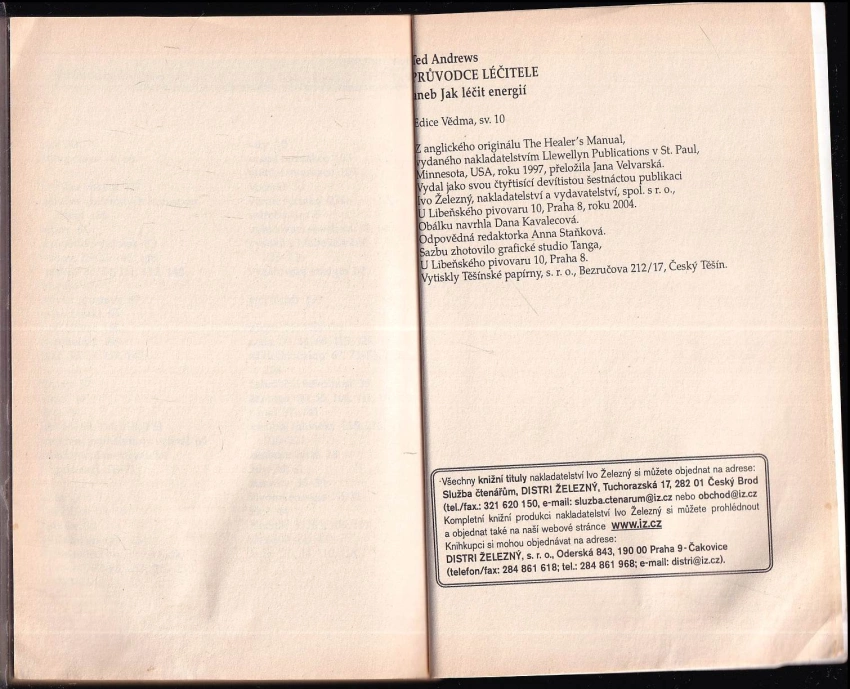 Ted Andrews
PRŮVODCE LÉČITELE
aneb Jak léčit energií
Edice Vědma, sv. 10
Z anglického originálu The Healer's Manual,
vydaného nakladatelstvím Llewellyn Publications v St. Paul,
Minnesota, USA, roku 1997, přeložila Jana Velvarská.
Vydal jako svou čtyřtisící devítistou šestnáctou publikaci
Ivo Železný, nakladatelství a vydavatelství, spol. s r. o.,
U Libeňského pivovaru 10, Praha 8, roku 2004.
Obálku navrhla Dana Kavalecová.
Odpovědná redaktorka Anna Staňková.
Sazbu zhotovilo grafické studio Tanga,
U Libeňského pivovaru 10, Praha 8.
Vytiskly Těšínské papírny, s. r. o., Bezručova 212/17, Český Těšín.
Všechny knižní tituly nakladatelství Ivo Železný si můžete objednat na adrese:
Služba čtenářům, DISTRI ŽELEZNÝ, Tuchorazská 17, 282 01 Český Brod
(tel./fax.: 321 620 150, e-mail: sluzba.ctenarum@iz.cz nebo obchod@iz.cz
Kompletní knižní produkci nakladatelství Ivo Železný si můžete prohlédnout
a objednat také na naší webové stránce www.iz.cz
Knihkupci si mohou objednávat na adrese:
DISTRI ŽELEZNÝ, s. r. o., Oderská 843, 190 00 Praha 9 - Čakovice
(telefon/fax: 284 861 618; tel.: 284 861 968; e-mail: distri@iz.cz).